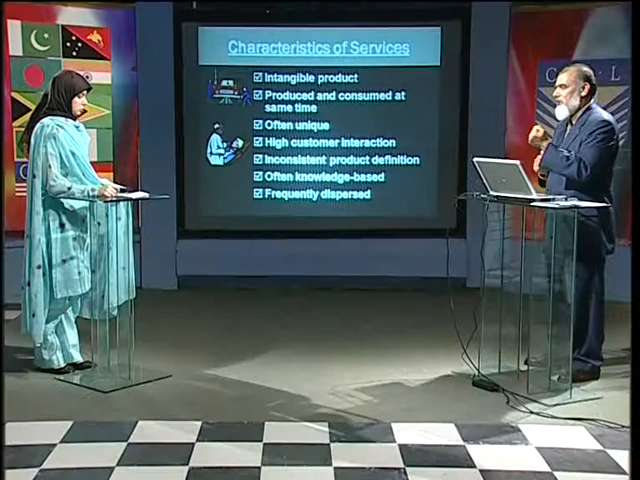 Characteristics of Services
Intangible product
Produced and consumed at
same time
Often unique
High customer interaction
Inconsistent product definition
Often knowledge-based
Frequently dispersed